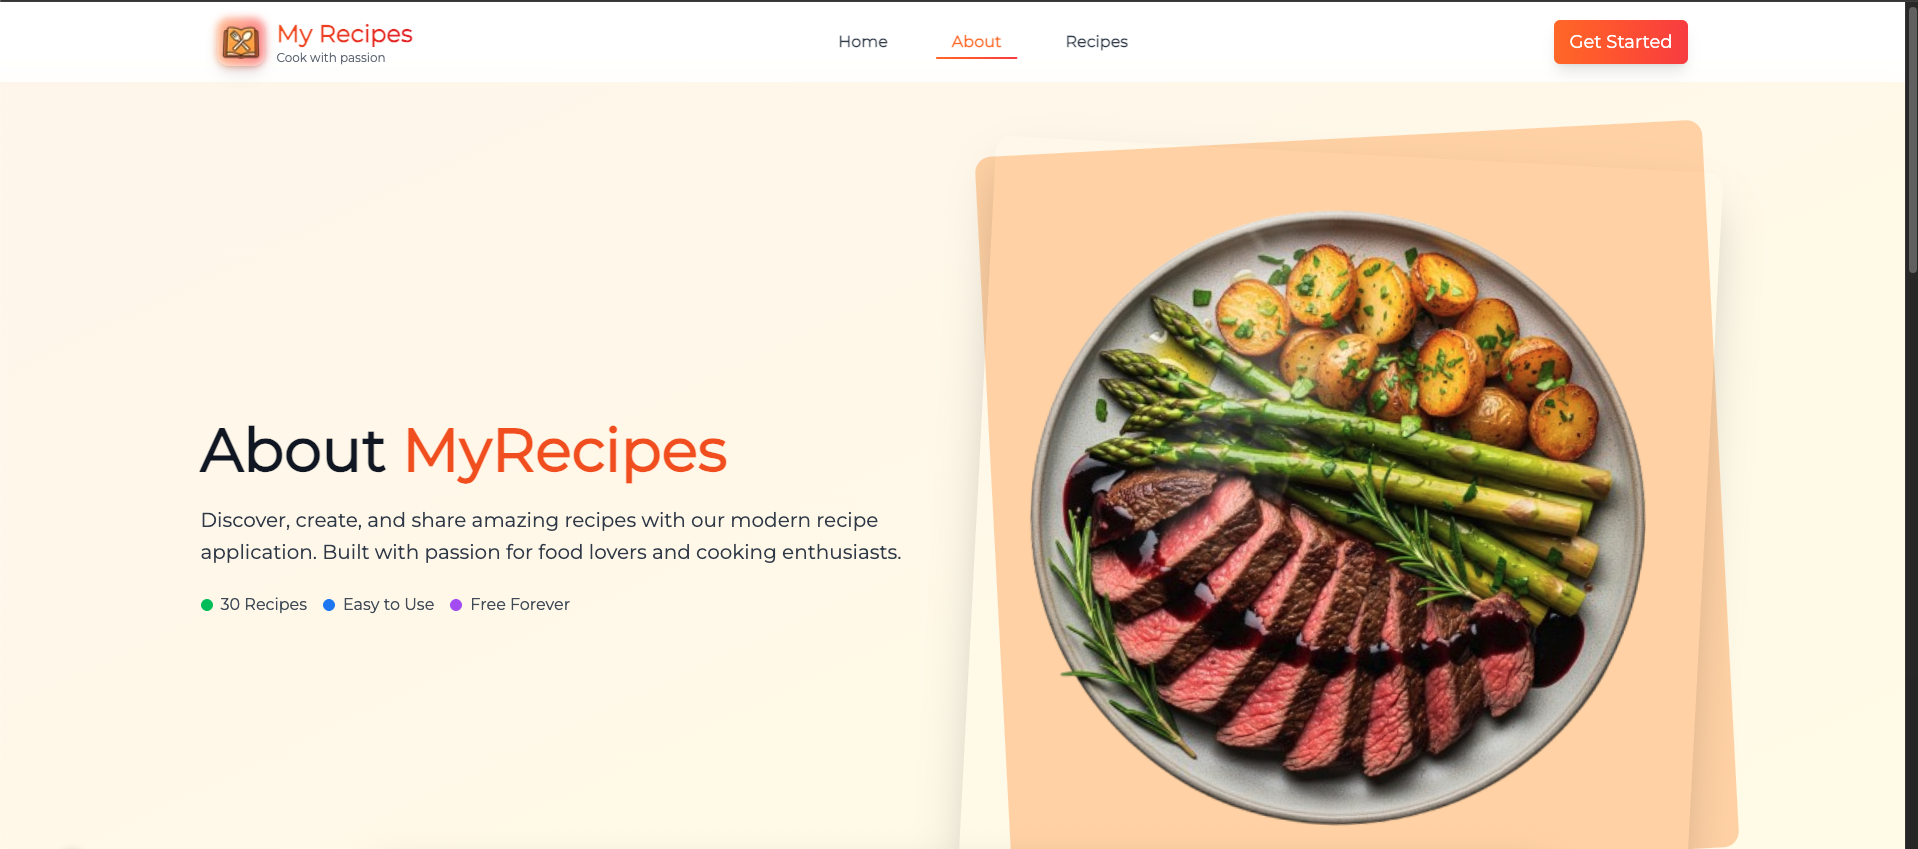 My Recipes
Cook with passion
Home
About
Recipes
Get Started
About MyRecipes
Discover, create, and share amazing recipes with our modern recipe
application. Built with passion for food lovers and cooking enthusiasts.
30 Recipes
Easy to Use
Free Forever